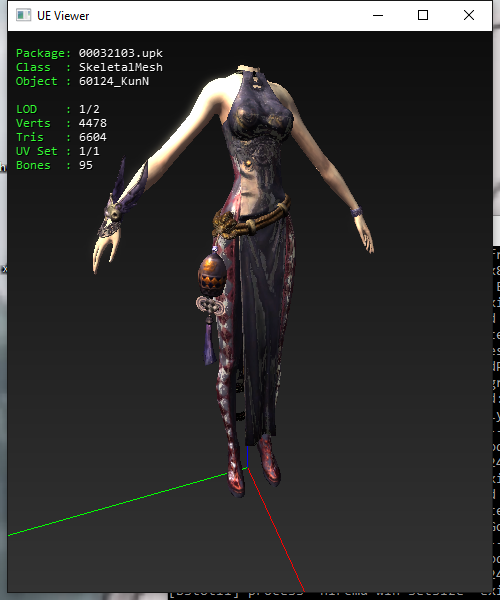 UE Viewer
Package: 00032103.upk
Class  : SkeletalMesh
Object : 60124_KunN
LOD    : 1/2
Verts  : 4478
Tris   : 6604
UV Set : 1/1
Bones  : 95